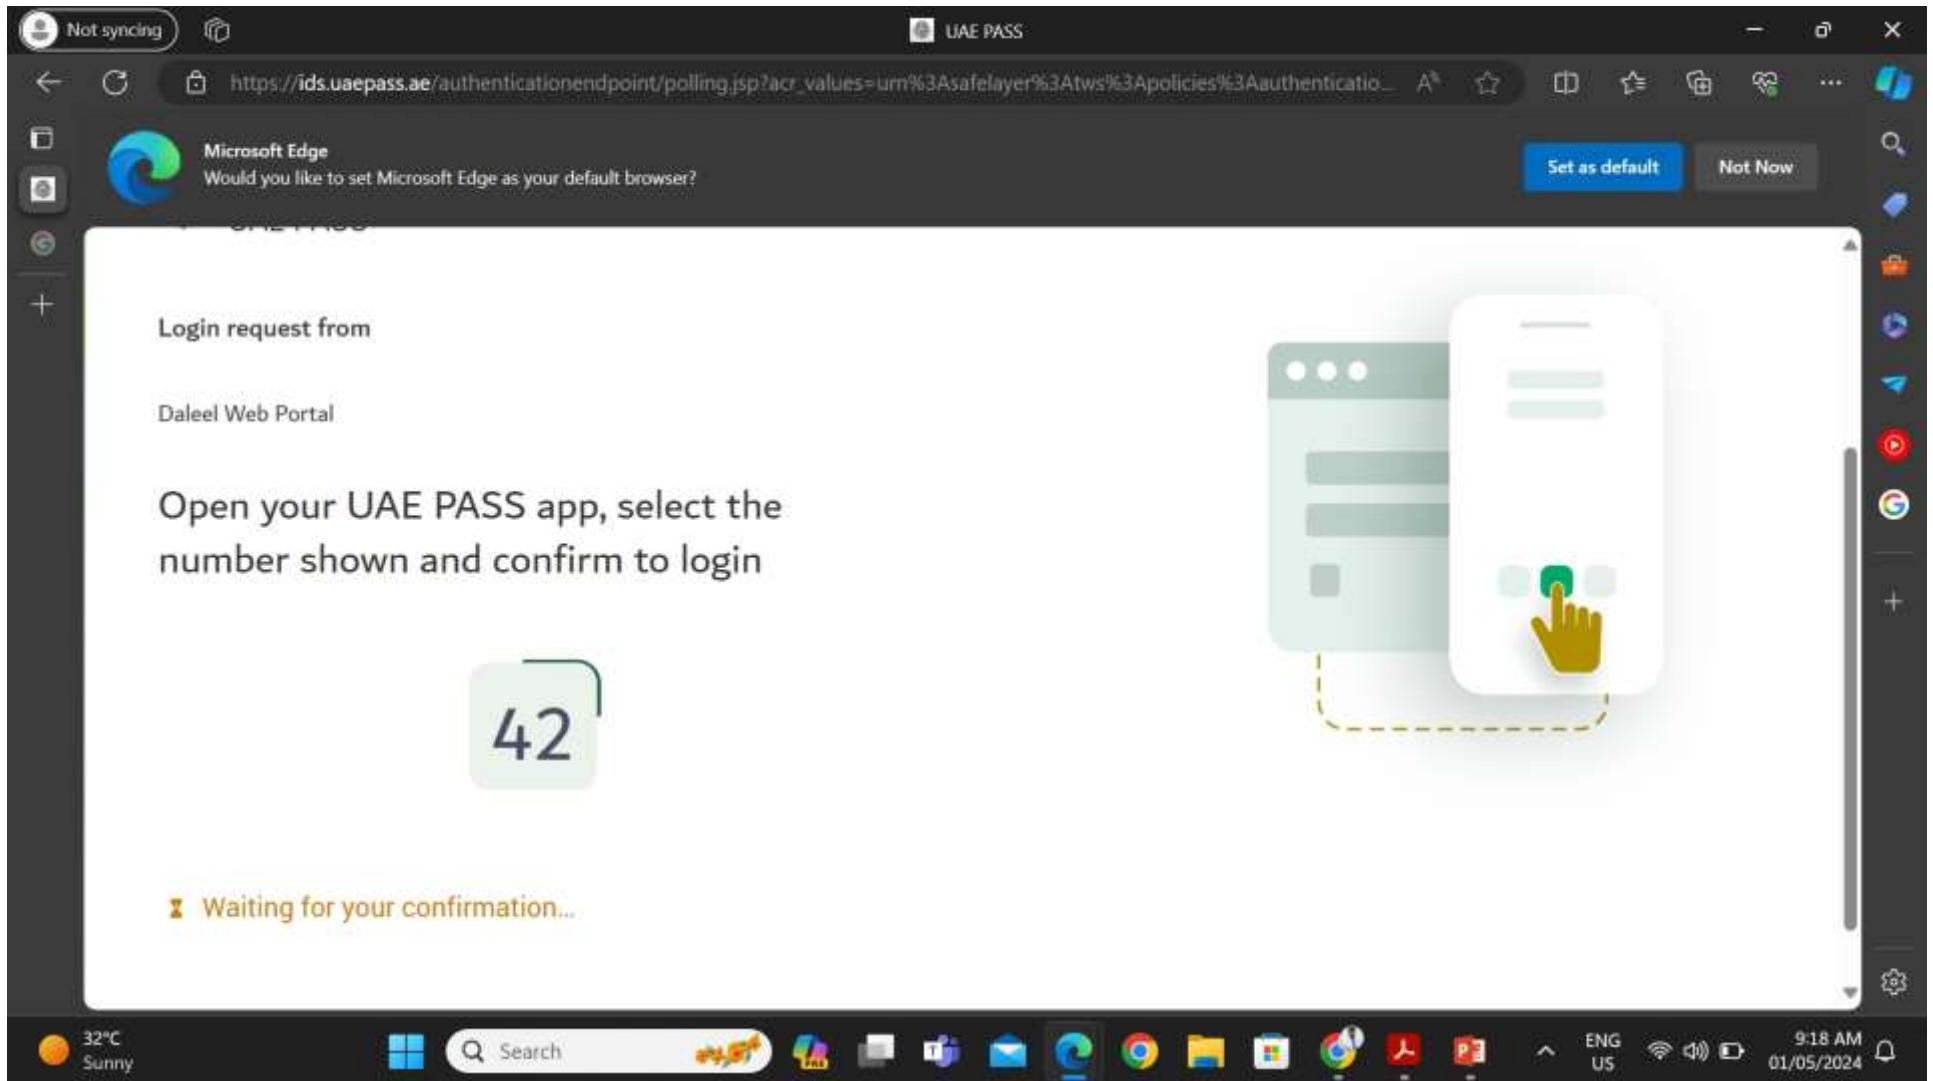 Not syncing
UAE PASS
https://ids.uaepass.ae/authenticationendpoint/polling.jsp?acr_values=urn%3Asafelayer%3Atws%3Apolicies%3Aauthenticatio...
Microsoft Edge
Would you like to set Microsoft Edge as your default browser?
Set as default
Not Now
UAE PASS
Login request from
Daleel Web Portal
Open your UAE PASS app, select the
number shown and confirm to login
42
Waiting for your confirmation...
32°C
Sunny
Search
ENG
US
9:18 AM
01/05/2024